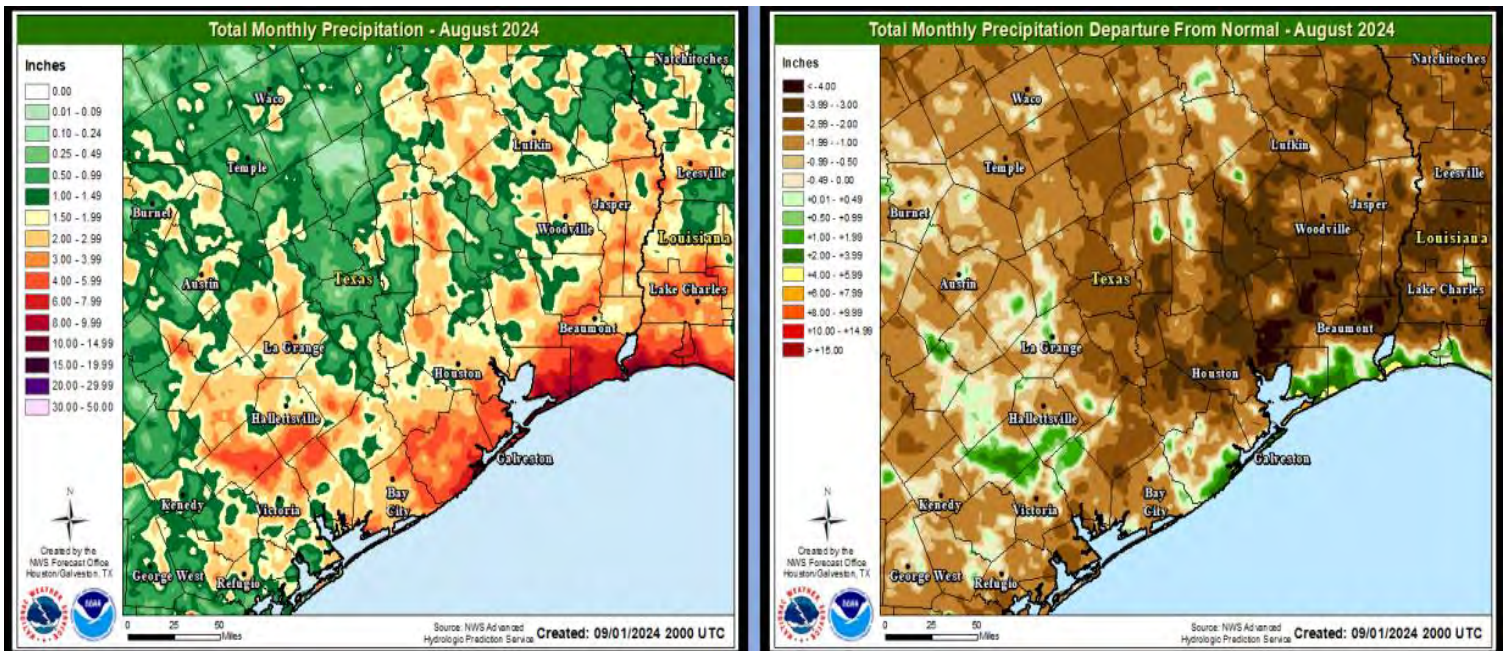 Total Monthly Precipitation - August 2024
Inches
0.00
0.01 - 0.09
0.10 - 0.24
0.25 - 0.49
0.50 - 0.99
1.00 - 1.49
1.50 - 1.99
2.00 - 2.99
3.00 - 3.99
4.00 - 5.99
6.00 - 7.99
8.00 - 9.99
10.00 - 14.99
15.00 - 19.99
20.00 - 29.99
30.00 - 50.00
Natchitoches
Waco
Lufkin
Temple
Leesville
Burnet
Jasper
Woodville
Louisiana
Austin
Texas
Lake Charles
Beaumont
La Grange
Houston
Hallettsville
Galveston
Kenedy
Victoria
Bay
City
George West
Refugio
N
Created by the
NWS Forecast Office
Houston/Galveston, TX
0 25 50
Miles
Source: NWS Advanced
Hydrologic Prediction Service
Created: 09/01/2024 2000 UTC
Total Monthly Precipitation Departure From Normal - August 2024
Inches
< -4.00
-3.99 - -3.00
-2.99 - -2.00
-1.99 - -1.00
-0.99 - -0.50
-0.49 - 0.00
+0.01 - +0.49
+0.50 - +0.99
+1.00 - +1.99
+2.00 - +3.99
+4.00 - +5.99
+6.00 - +7.99
+8.00 - +9.99
+10.00 - +14.99
> +15.00
Natchitoches
Waco
Lufkin
Temple
Leesville
Burnet
Jasper
Woodville
Louisiana
Austin
Texas
Lake Charles
Beaumont
La Grange
Houston
Hallettsville
Galveston
Kenedy
Victoria
Bay
City
George West
Refugio
N
Created by the
NWS Forecast Office
Houston/Galveston, TX
0 25 50
Miles
Source: NWS Advanced
Hydrologic Prediction Service
Created: 09/01/2024 2000 UTC